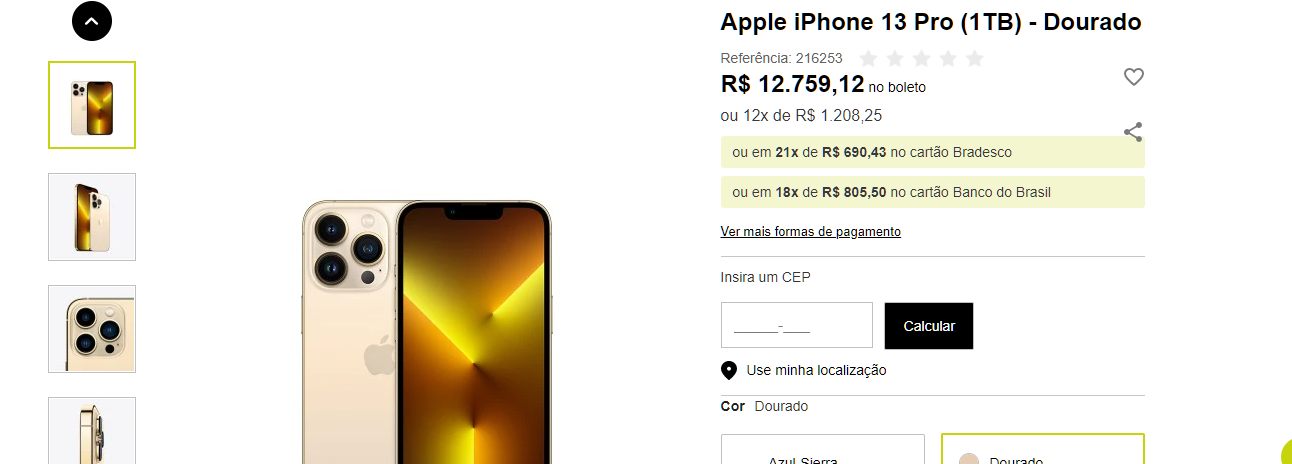 Apple iPhone 13 Pro (1TB) - Dourado
Referência: 216253
R$ 12.759,12 no boleto
ou 12x de R$ 1.208,25
ou em 21x de R$ 690,43 no cartão Bradesco
ou em 18x de R$ 805,50 no cartão Banco do Brasil
Ver mais formas de pagamento
Insira um CEP
_____-___
Calcular
Use minha localização
Cor Dourado
Azul Sierra
Dourado